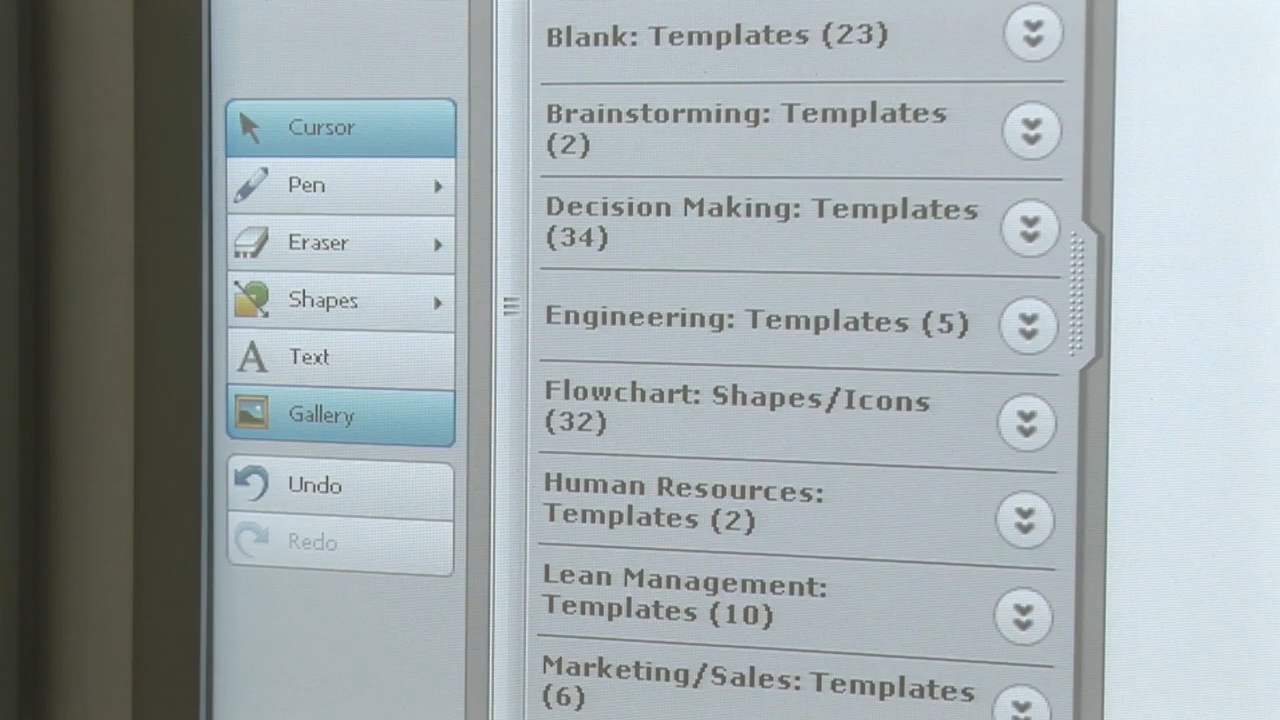 Cursor
Pen
Eraser
Shapes
Text
Gallery
Undo
Redo
Blank: Templates (23)
Brainstorming: Templates
(2)
Decision Making: Templates
(34)
Engineering: Templates (5)
Flowchart: Shapes/Icons
(32)
Human Resources:
Templates (2)
Lean Management:
Templates (10)
Marketing/Sales: Templates
(6)